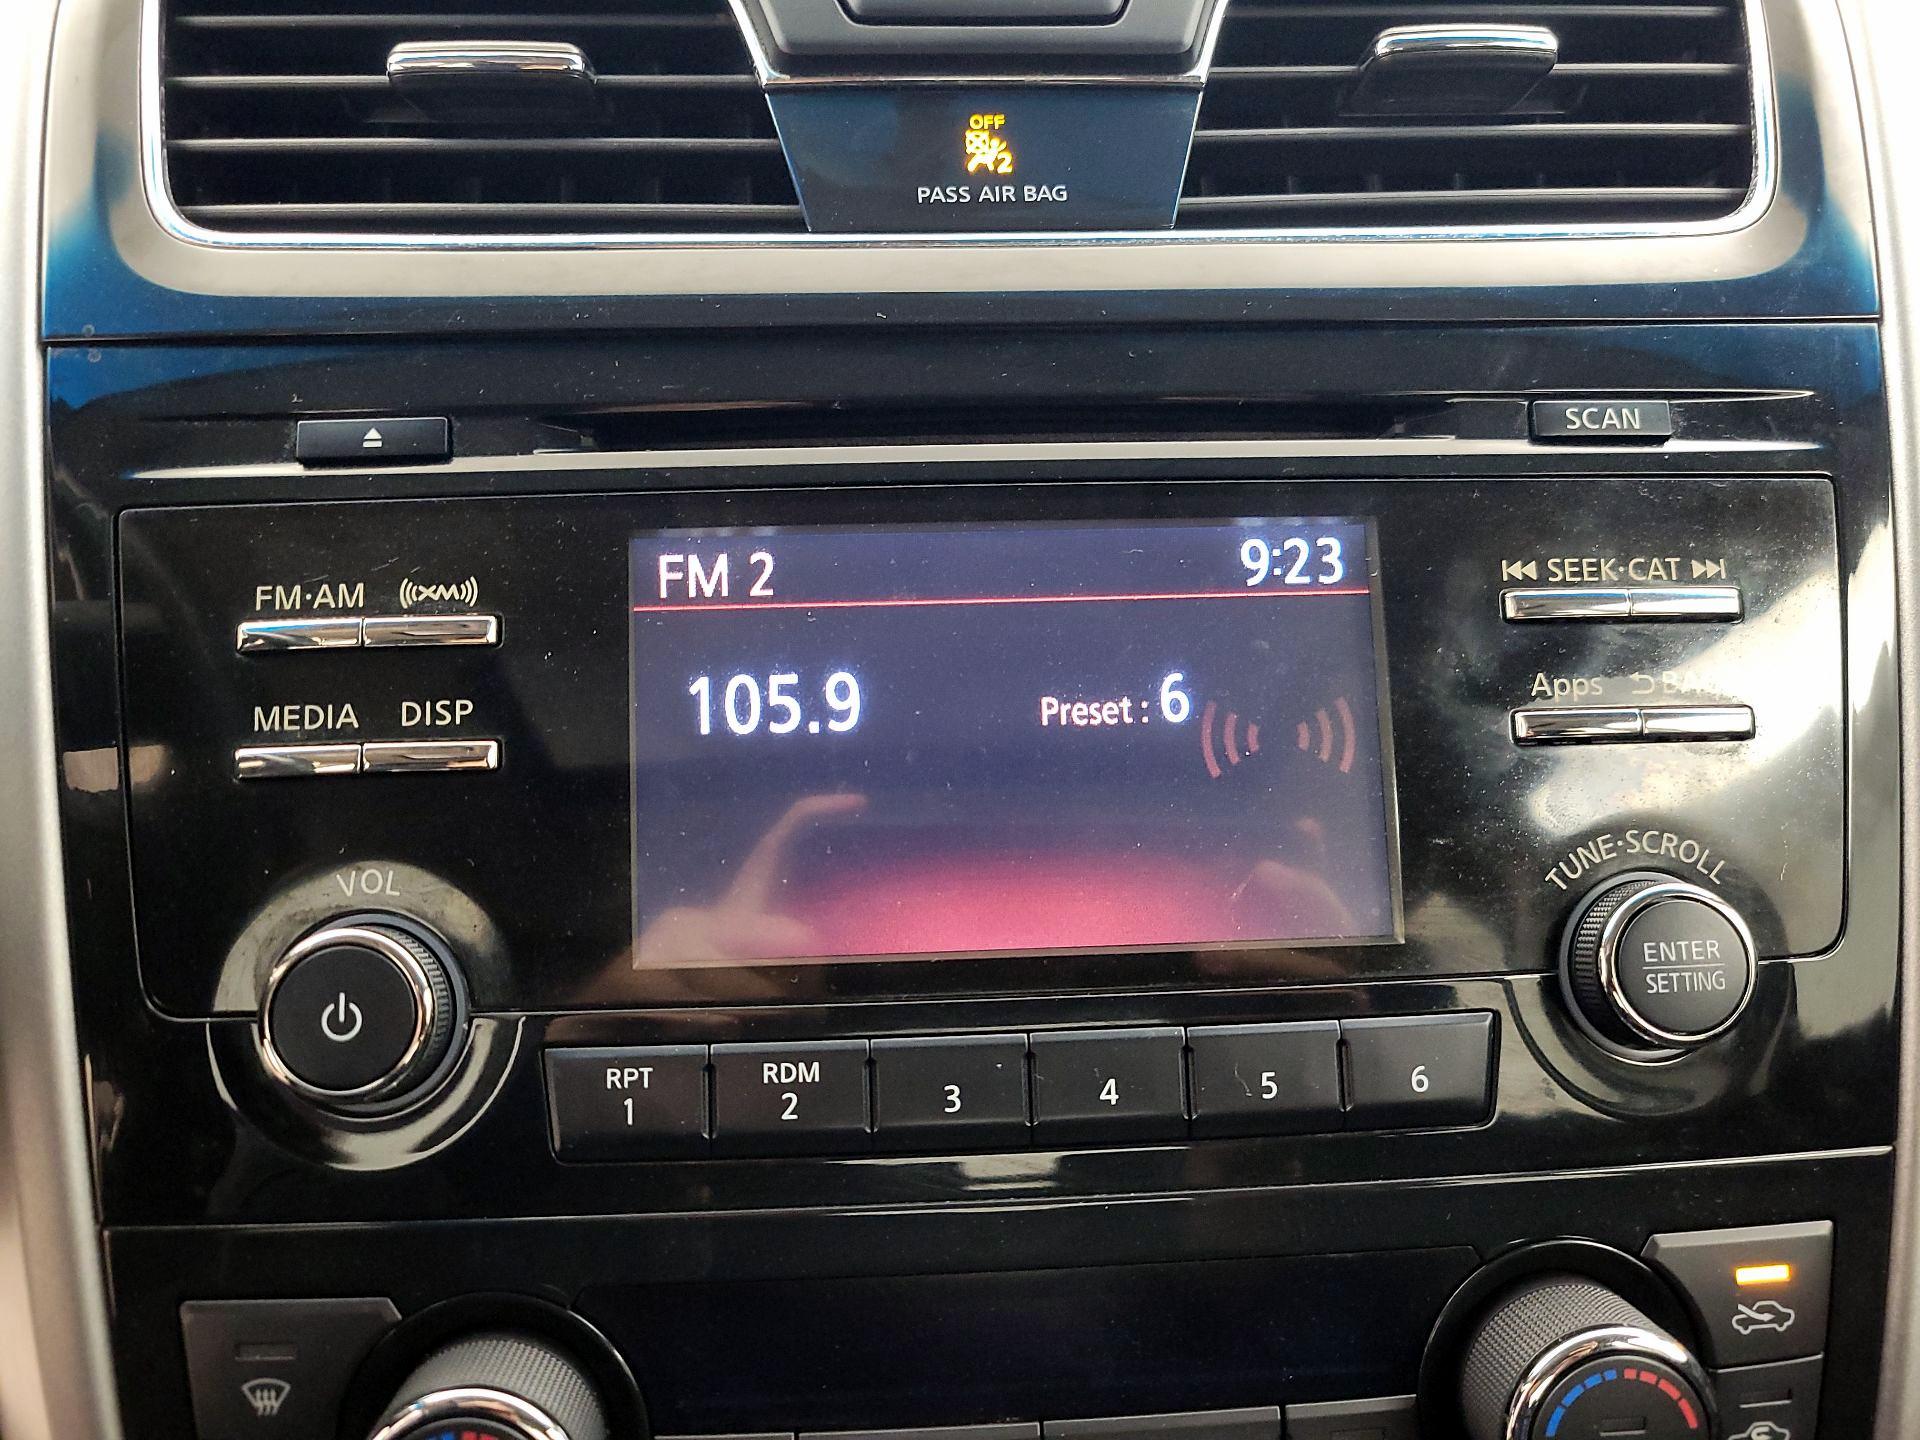 OFF
2
PASS AIR BAG
SCAN
FM·AM XM
SEEK·CAT
FM 2 9:23
105.9 Preset: 6
MEDIA DISP
Apps
VOL
TUNE·SCROLL
ENTER
SETTING
RPT
1
RDM
2
3
4
5
6